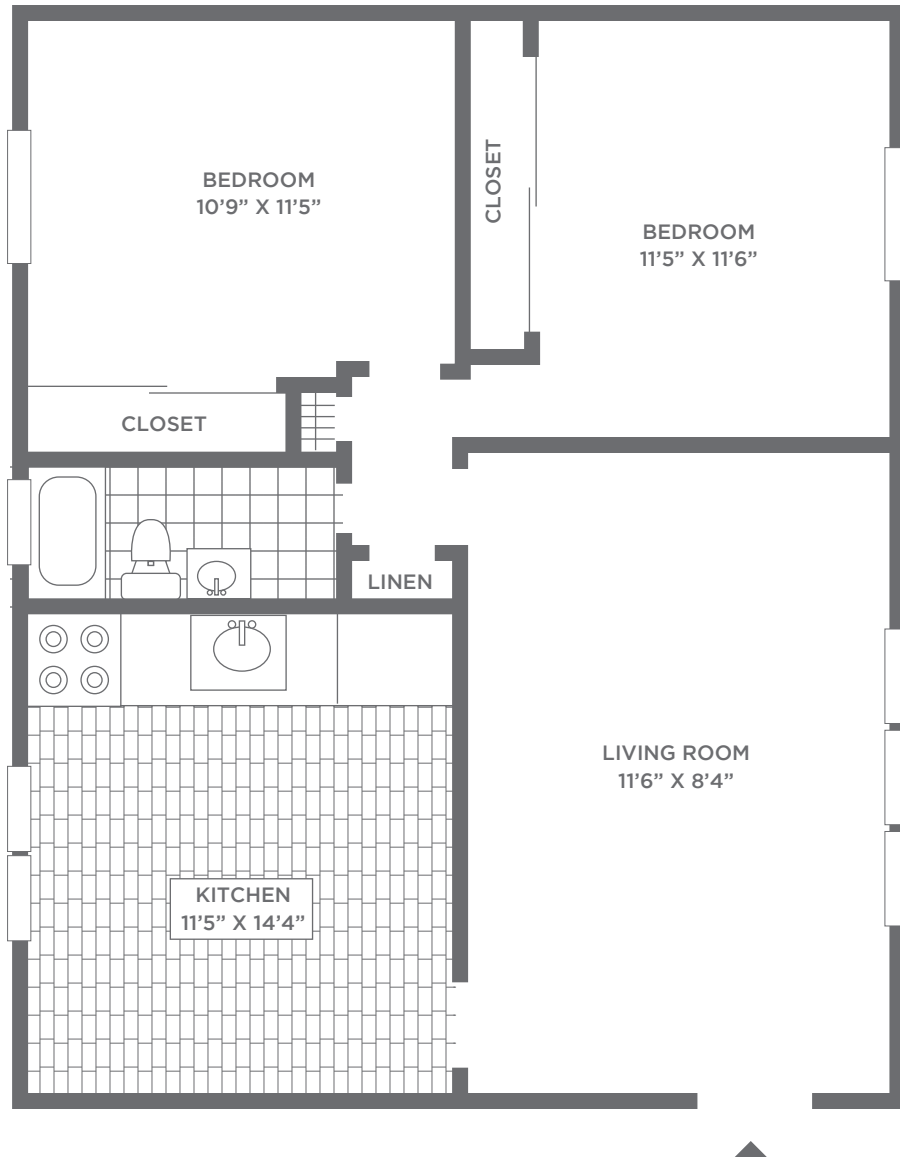 BEDROOM
10’9” X 11’5”
CLOSET
BEDROOM
11’5” X 11’6”
CLOSET
LINEN
LIVING ROOM
11’6” X 8’4”
KITCHEN
11’5” X 14’4”